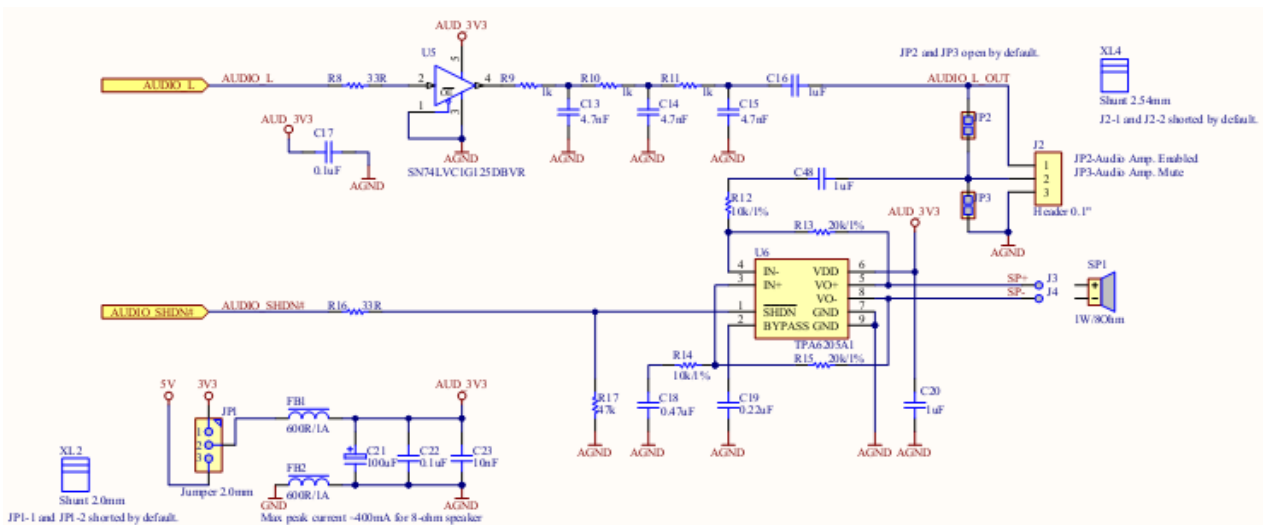 AUD_3V3
U5
JP2 and JP3 open by default.
XL4
AUDIO_L
AUDIO_L
R8
33R
2
5
4
OE
1
3
R9
1k
R10
1k
R11
1k
C16
1uF
AUDIO_L_OUT
Shunt 2.54mm
J2-1 and J2-2 shorted by default.
AUD_3V3
C17
0.1uF
AGND
C13
4.7nF
C14
4.7nF
C15
4.7nF
JP2
AGND
AGND
AGND
AGND
SN74LVC1G125DBVR
J2
1
2
3
JP2-Audio Amp. Enabled
JP3-Audio Amp. Mute
C48
1uF
R12
10k/1%
JP3
Header 0.1"
AUD_3V3
R13
20k/1%
AGND
U6
4
IN-
VDD
6
3
IN+
VO+
5
VO-
8
1
SHDN
GND
7
2
BYPASS
GND
9
TPA6205A1
SP+
J3
SP-
J4
SP1
+
-
1W/8Ohm
AUDIO_SHDN#
AUDIO_SHDN#
R16
33R
R14
10k/1%
R15
20k/1%
5V
3V3
JP1
1
2
3
FB1
600R/1A
AUD_3V3
R17
47k
C18
0.47uF
C19
0.22uF
C20
1uF
C21
100uF
C22
0.1uF
C23
10nF
AGND
AGND
AGND
AGND
AGND
XL2
Shunt 2.0mm
Jumper 2.0mm
FB2
600R/1A
GND
AGND
JP1-1 and JP1-2 shorted by default.
Max peak current ~400mA for 8-ohm speaker